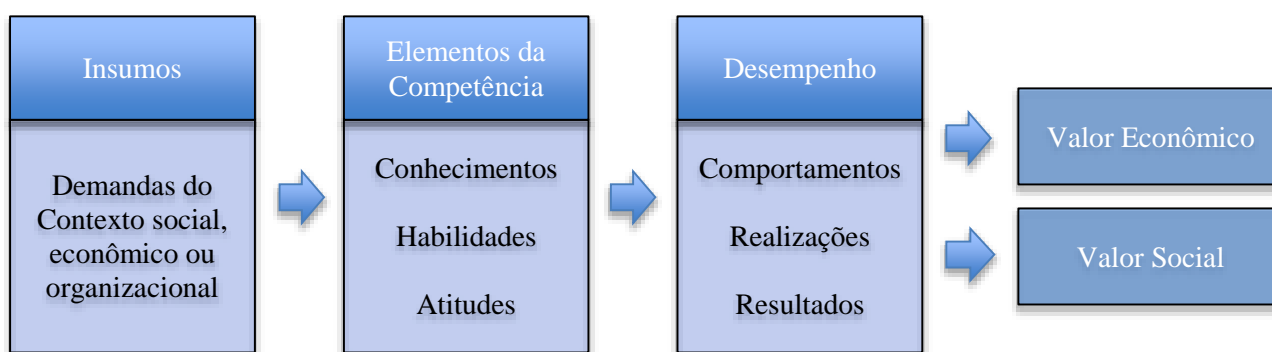 Insumos
Demandas do
Contexto social,
econômico ou
organizacional
Elementos da
Competência
Conhecimentos
Habilidades
Atitudes
Desempenho
Comportamentos
Realizações
Resultados
Valor Econômico
Valor Social